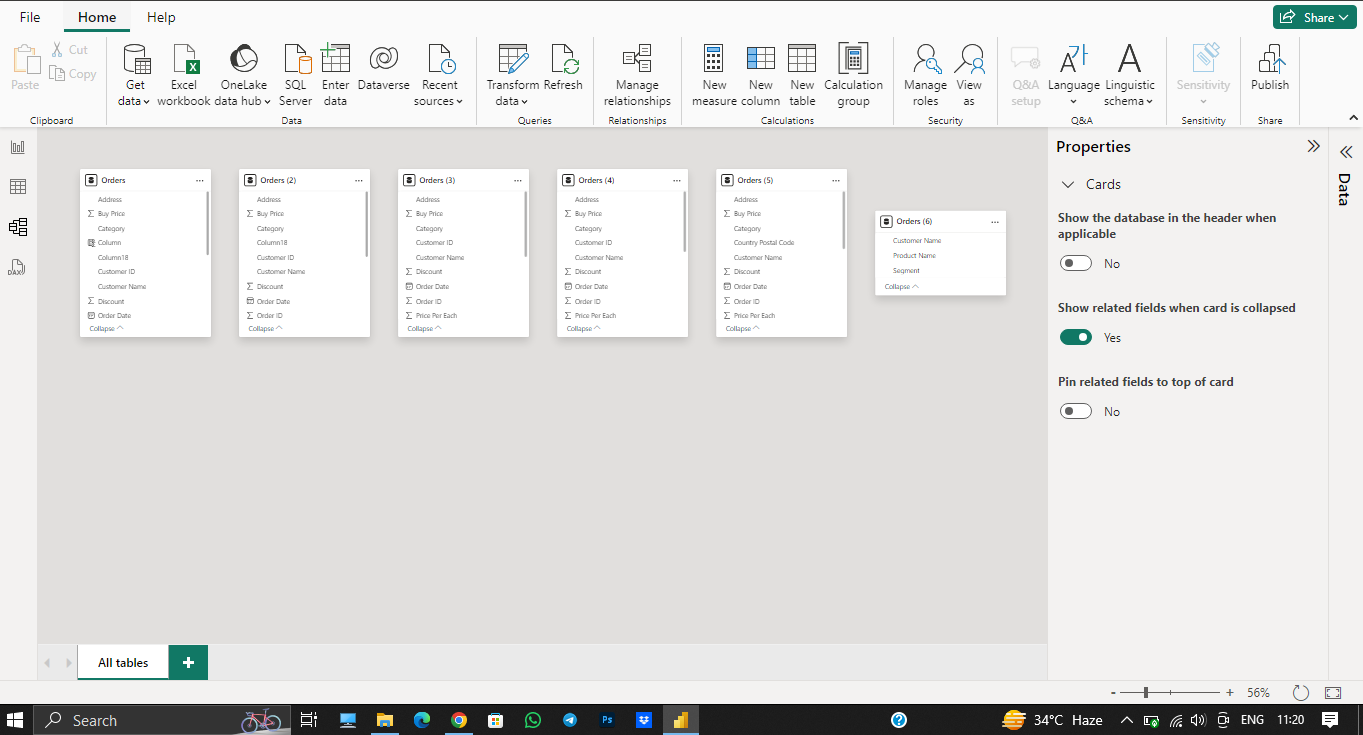 File Home Help Share
Paste Cut Copy
Get data
Excel workbook
OneLake data hub
SQL Server
Enter data
Dataverse
Recent sources
Transform data
Refresh
Manage relationships
New measure
New column
New table
Calculation group
Manage roles
View as
Q&A setup
Language
Linguistic schema
Sensitivity
Publish
Clipboard Data Queries Relationships Calculations Security Q&A Sensitivity Share
DAX
Orders
Address
Buy Price
Category
Column
Column18
Customer ID
Customer Name
Discount
Order Date
Collapse
Orders (2)
Address
Buy Price
Category
Column18
Customer ID
Customer Name
Discount
Order Date
Order ID
Collapse
Orders (3)
Address
Buy Price
Category
Customer ID
Customer Name
Discount
Order Date
Order ID
Price Per Each
Collapse
Orders (4)
Address
Buy Price
Category
Customer ID
Customer Name
Discount
Order Date
Order ID
Price Per Each
Collapse
Orders (5)
Address
Buy Price
Category
Country Postal Code
Customer Name
Discount
Order Date
Order ID
Price Per Each
Collapse
Orders (6)
Customer Name
Product Name
Segment
Collapse
Properties
Cards
Show the database in the header when
applicable
No
Show related fields when card is collapsed
Yes
Pin related fields to top of card
No
Data
All tables +
- + 56%
Search Ps 34°C Haze ENG 11:20